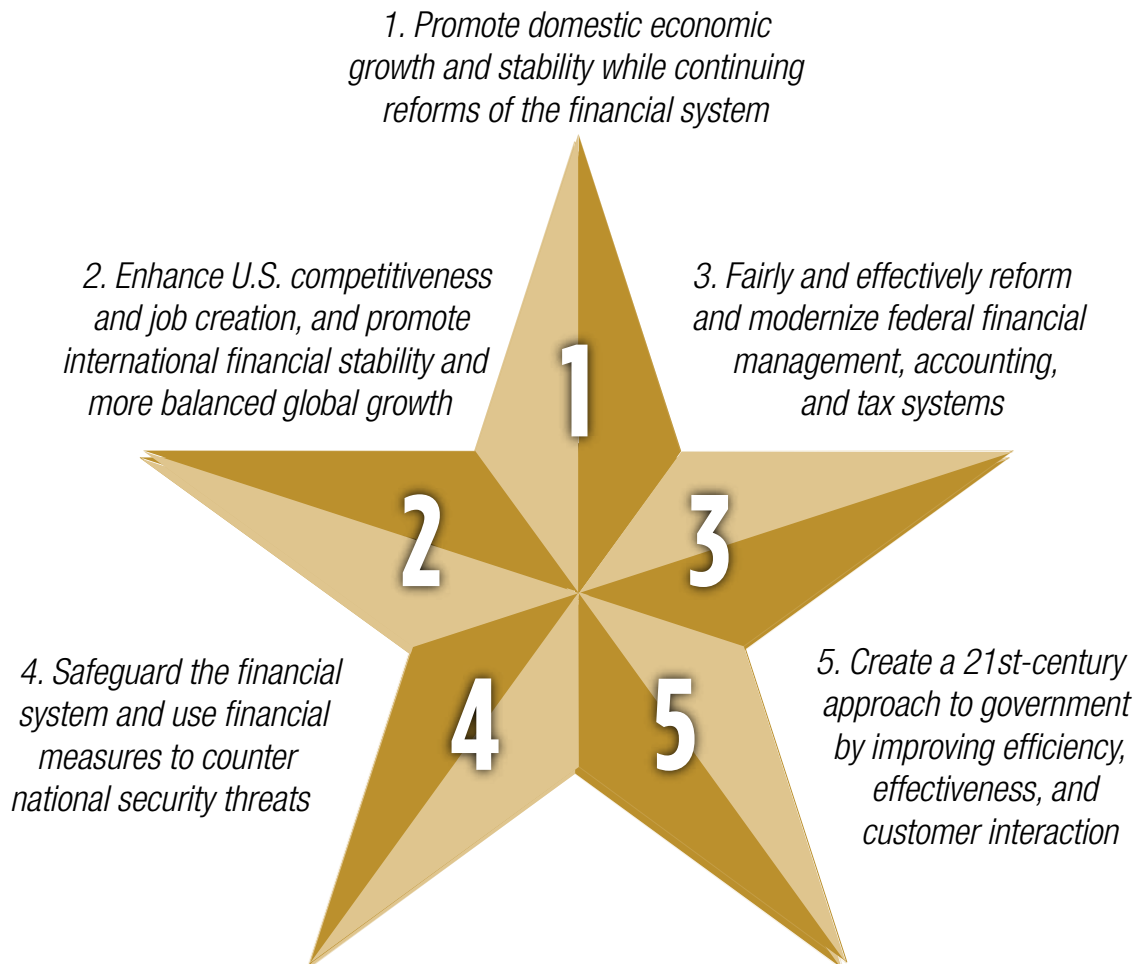 1. Promote domestic economic
growth and stability while continuing
reforms of the financial system
2. Enhance U.S. competitiveness
and job creation, and promote
international financial stability and
more balanced global growth
3. Fairly and effectively reform
and modernize federal financial
management, accounting,
and tax systems
1
2
3
4. Safeguard the financial
system and use financial
measures to counter
national security threats
4
5
5. Create a 21st-century
approach to government
by improving efficiency,
effectiveness, and
customer interaction